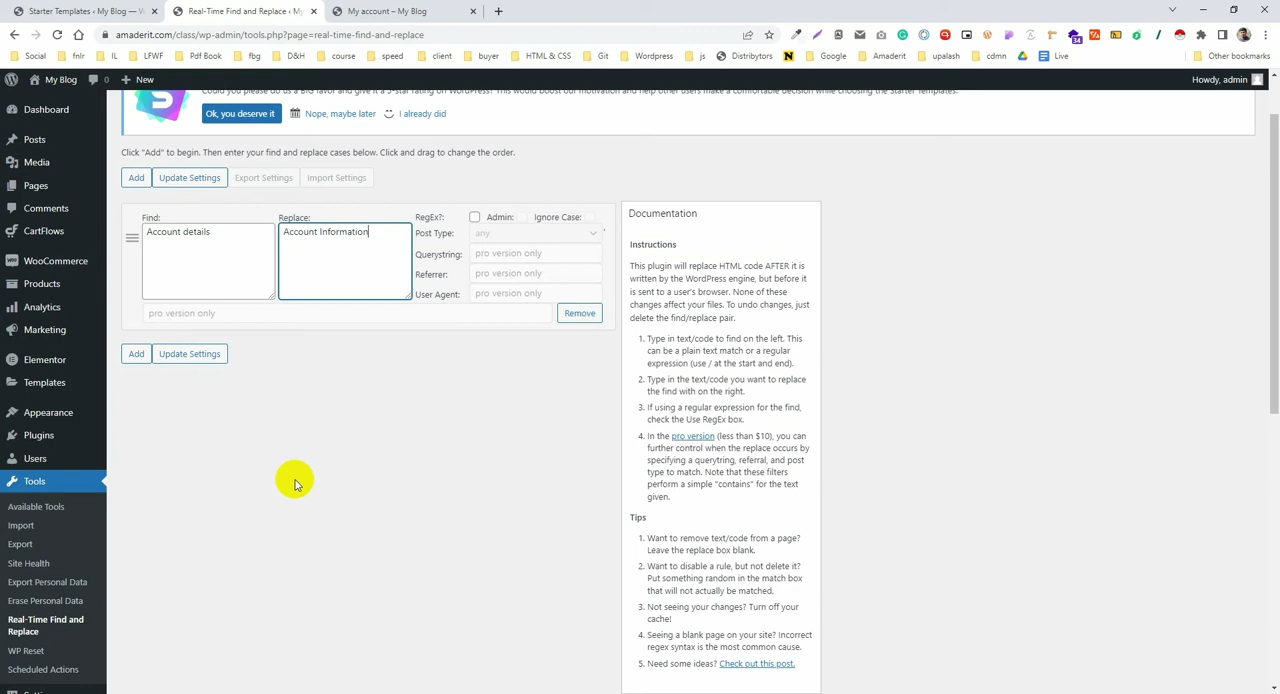 Starter Templates ‹ My Blog — W
Real-Time Find and Replace ‹ My
My account – My Blog
amaderit.com/class/wp-admin/tools.php?page=real-time-find-and-replace
34
Social
fnlr
IL
LFWF
Pdf Book
fbg
D&H
course
speed
client
buyer
HTML & CSS
Git
Wordpress
js
Distribvtors
Google
Amaderit
upalash
cdmn
Live
Other bookmarks
My Blog
0
New
Howdy, admin
Could you please do us a BIG favor and give it a 5-star rating on WordPress? This would boost our motivation and help other users make a comfortable decision while choosing the Starter Templates.
Ok, you deserve it
Nope, maybe later
I already did
Dashboard
Posts
Media
Pages
Comments
CartFlows
WooCommerce
Products
Analytics
Marketing
Elementor
Templates
Appearance
Plugins
Users
Tools
Available Tools
Import
Export
Site Health
Export Personal Data
Erase Personal Data
Real-Time Find and
Replace
WP Reset
Scheduled Actions
Click "Add" to begin. Then enter your find and replace cases below. Click and drag to change the order.
Add
Update Settings
Export Settings
Import Settings
Find:
Account details
Replace:
Account Information
RegEx?:
Admin:
Ignore Case:
Post Type:
any
Querystring:
pro version only
Referrer:
pro version only
User Agent:
pro version only
pro version only
Remove
Add
Update Settings
Documentation
Instructions
This plugin will replace HTML code AFTER it is
written by the WordPress engine, but before it
is sent to a user's browser. None of these
changes affect your files. To undo changes, just
delete the find/replace pair.
1. Type in text/code to find on the left. This
can be a plain text match or a regular
expression (use / at the start and end).
2. Type in the text/code you want to replace
the find with on the right.
3. If using a regular expression for the find,
check the Use RegEx box.
4. In the pro version (less than $10), you can
further control when the replace occurs by
specifying a querytring, referral, and post
type to match. Note that these filters
perform a simple "contains" for the text
given.
Tips
1. Want to remove text/code from a page?
Leave the replace box blank.
2. Want to disable a rule, but not delete it?
Put something random in the match box
that will not actually be matched.
3. Not seeing your changes? Turn off your
cache!
4. Seeing a blank page on your site? Incorrect
regex syntax is the most common cause.
5. Need some ideas? Check out this post.